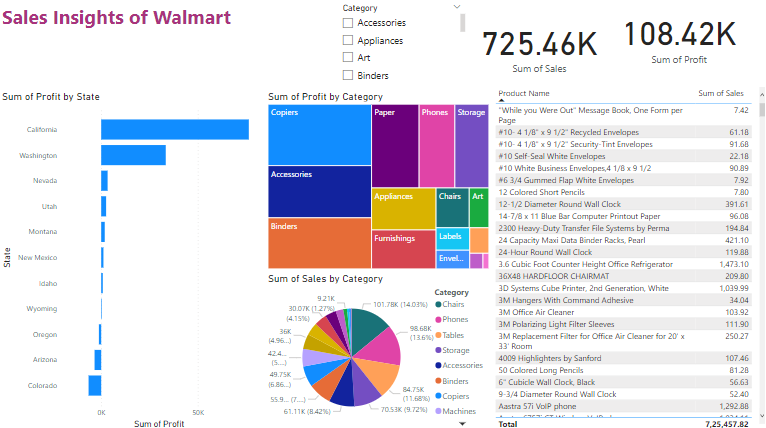 Sales Insights of Walmart
Category
Accessories
Appliances
Art
Binders
725.46K
Sum of Sales
108.42K
Sum of Profit
Sum of Profit by State
State
California
Washington
Nevada
Utah
Montana
New Mexico
Idaho
Wyoming
Oregon
Arizona
Colorado
0K 50K
Sum of Profit
Sum of Profit by Category
Copiers
Accessories
Binders
Paper
Phones
Storage
Appliances
Furnishings
Chairs
Art
Labels
Envel...
Sum of Sales by Category
9.21K
30.07K (1.27%)
(4.15%)
36K
(4.96...)
42.4...
(5....)
49.75K
(6.86...)
55.9... (7....)
61.11K (8.42%)
70.53K (9.72%)
84.75K
(11.68%)
98.68K
(13.6%)
101.78K (14.03%)
Category
Chairs
Phones
Tables
Storage
Accessories
Binders
Copiers
Machines
Product Name Sum of Sales
"While you Were Out" Message Book, One Form per 7.42
Page
#10- 4 1/8" x 9 1/2" Recycled Envelopes 61.18
#10- 4 1/8" x 9 1/2" Security-Tint Envelopes 91.68
#10 Self-Seal White Envelopes 22.18
#10 White Business Envelopes,4 1/8 x 9 1/2 90.89
#6 3/4 Gummed Flap White Envelopes 7.92
12 Colored Short Pencils 7.80
12-1/2 Diameter Round Wall Clock 391.61
14-7/8 x 11 Blue Bar Computer Printout Paper 96.08
2300 Heavy-Duty Transfer File Systems by Perma 194.84
24 Capacity Maxi Data Binder Racks, Pearl 421.10
24-Hour Round Wall Clock 119.88
3.6 Cubic Foot Counter Height Office Refrigerator 1,473.10
36X48 HARDFLOOR CHAIRMAT 209.80
3D Systems Cube Printer, 2nd Generation, White 1,039.99
3M Hangers With Command Adhesive 34.04
3M Office Air Cleaner 103.92
3M Polarizing Light Filter Sleeves 111.90
3M Replacement Filter for Office Air Cleaner for 20' x 250.27
33' Room
4009 Highlighters by Sanford 107.46
50 Colored Long Pencils 81.28
6" Cubicle Wall Clock, Black 56.63
9-3/4 Diameter Round Wall Clock 52.40
Aastra 57i VoIP phone 1,292.88
Total 7,25,457.82